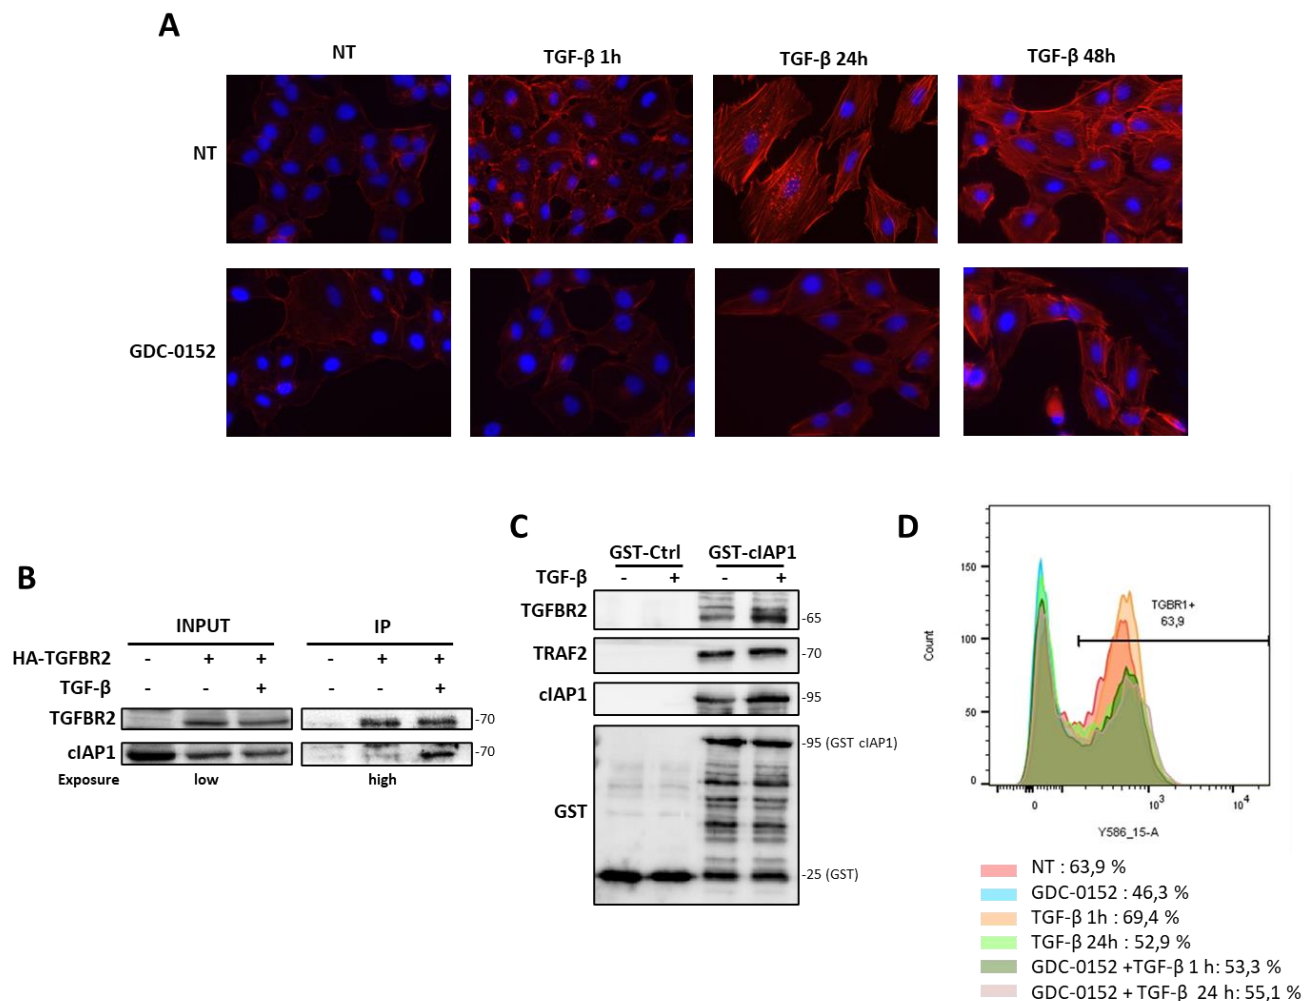 A
NT
TGF-β 1h
TGF-β 24h
TGF-β 48h
NT
GDC-0152
B
INPUT
IP
HA-TGFBR2
- + + - + +
TGF-β
- - + - - +
TGFBR2
-70
cIAP1
-70
Exposure
low
high
C
GST-Ctrl
GST-cIAP1
TGF-β
- + - +
TGFBR2
-65
TRAF2
-70
cIAP1
-95
GST
-95 (GST cIAP1)
-25 (GST)
D
Count
150
100
50
0
TGBR1+
63,9
0
10³
10⁴
Y586_15-A
NT : 63,9 %
GDC-0152 : 46,3 %
TGF-β 1h : 69,4 %
TGF-β 24h : 52,9 %
GDC-0152 +TGF-β 1 h: 53,3 %
GDC-0152 + TGF-β 24 h: 55,1 %